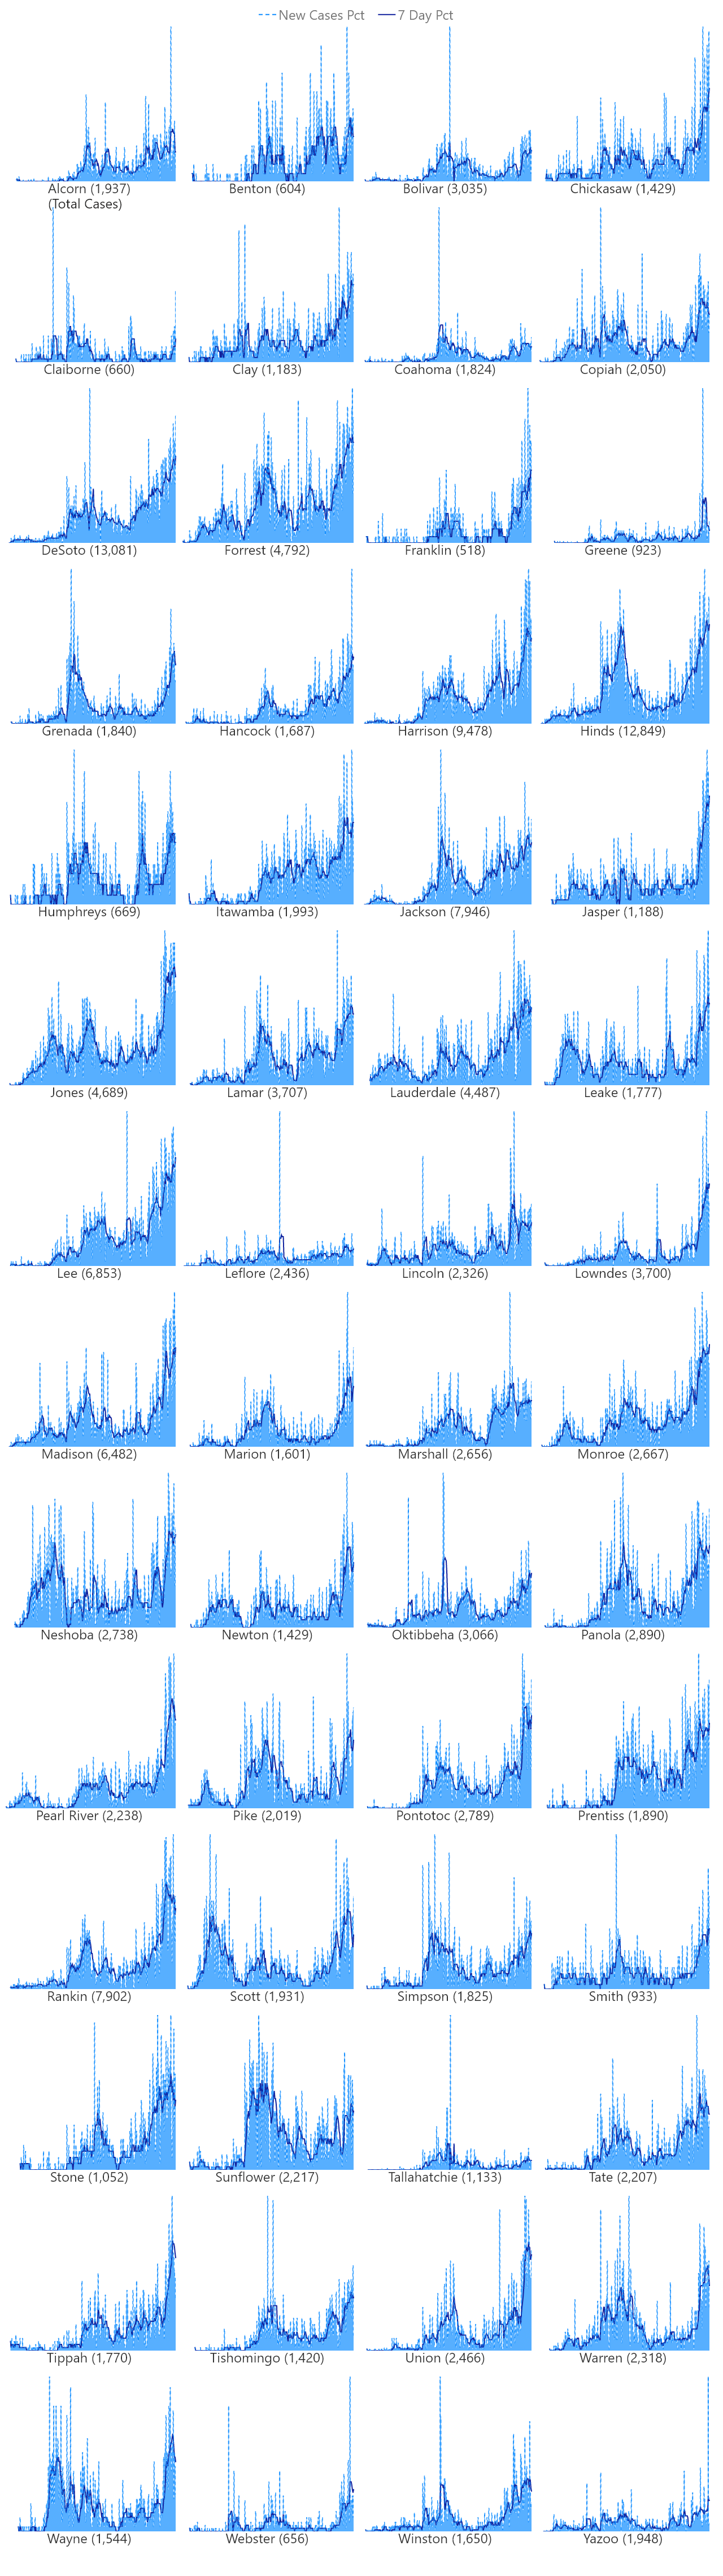 New Cases Pct 7 Day Pct
Alcorn (1,937) Benton (604) Bolivar (3,035) Chickasaw (1,429)
(Total Cases)
Claiborne (660) Clay (1,183) Coahoma (1,824) Copiah (2,050)
DeSoto (13,081) Forrest (4,792) Franklin (518) Greene (923)
Grenada (1,840) Hancock (1,687) Harrison (9,478) Hinds (12,849)
Humphreys (669) Itawamba (1,993) Jackson (7,946) Jasper (1,188)
Jones (4,689) Lamar (3,707) Lauderdale (4,487) Leake (1,777)
Lee (6,853) Leflore (2,436) Lincoln (2,326) Lowndes (3,700)
Madison (6,482) Marion (1,601) Marshall (2,656) Monroe (2,667)
Neshoba (2,738) Newton (1,429) Oktibbeha (3,066) Panola (2,890)
Pearl River (2,238) Pike (2,019) Pontotoc (2,789) Prentiss (1,890)
Rankin (7,902) Scott (1,931) Simpson (1,825) Smith (933)
Stone (1,052) Sunflower (2,217) Tallahatchie (1,133) Tate (2,207)
Tippah (1,770) Tishomingo (1,420) Union (2,466) Warren (2,318)
Wayne (1,544) Webster (656) Winston (1,650) Yazoo (1,948)